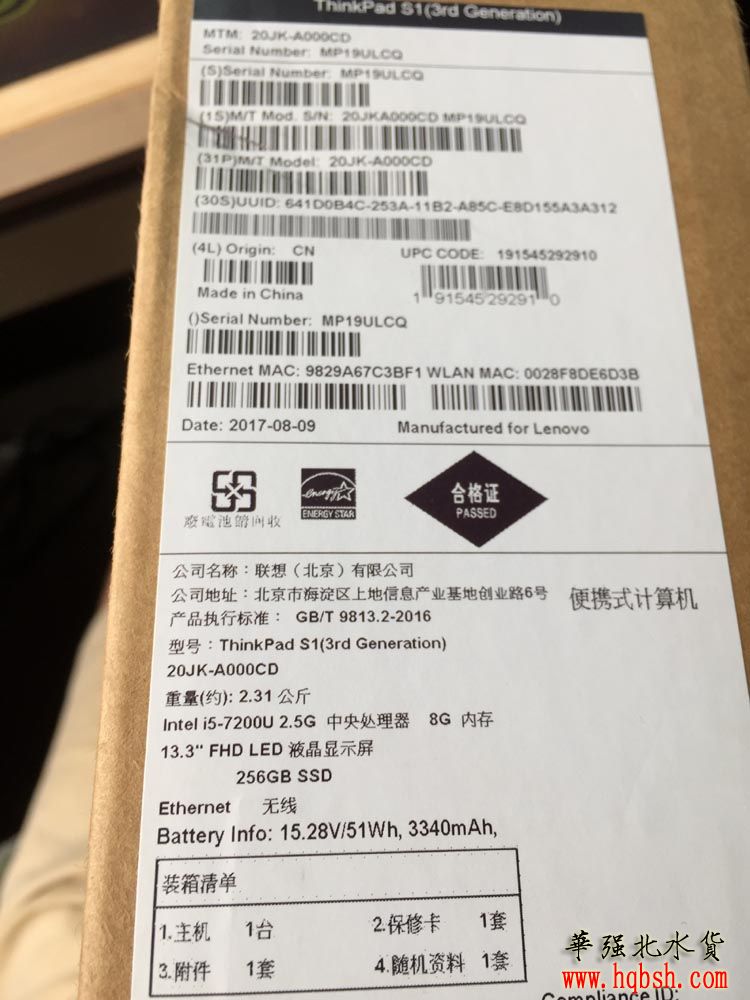 ThinkPad S1(3rd Generation)
MTM: 20JK-A000CD
Serial Number: MP19ULCQ
(S)Serial Number: MP19ULCQ
(1S)M/T Mod. S/N: 20JKA000CD MP19ULCQ
(31P)M/T Model: 20JK-A000CD
(30S)UUID: 641D0B4C-253A-11B2-A85C-E8D155A3A312
(4L) Origin: CN UPC CODE: 191545292910
Made in China 1 91545 29291 0
()Serial Number: MP19ULCQ
Ethernet MAC: 9829A67C3BF1 WLAN MAC: 0028F8DE6D3B
Date: 2017-08-09 Manufactured for Lenovo
廢電池請回收
energy
ENERGY STAR
合格证
PASSED
公司名称：联想（北京）有限公司
公司地址：北京市海淀区上地信息产业基地创业路6号 便携式计算机
产品执行标准： GB/T 9813.2-2016
型号：ThinkPad S1(3rd Generation)
20JK-A000CD
重量(约): 2.31 公斤
Intel i5-7200U 2.5G 中央处理器 8G 内存
13.3" FHD LED 液晶显示屏
256GB SSD
Ethernet 无线
Battery Info: 15.28V/51Wh, 3340mAh,
装箱清单
1.主机 1台 2.保修卡 1套
3.附件 1套 4.随机资料 1套
Compliance ID:
華强北水貨
www.hqbsh.com